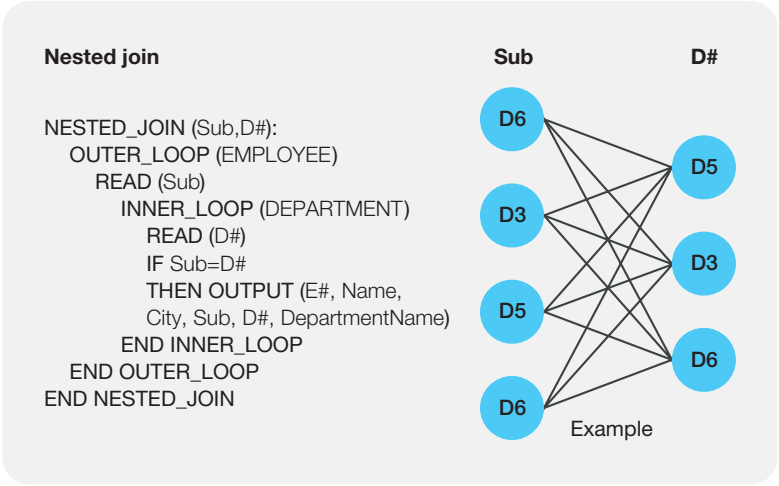 Nested join
NESTED_JOIN (Sub,D#):
OUTER_LOOP (EMPLOYEE)
READ (Sub)
INNER_LOOP (DEPARTMENT)
READ (D#)
IF Sub=D#
THEN OUTPUT (E#, Name,
City, Sub, D#, DepartmentName)
END INNER_LOOP
END OUTER_LOOP
END NESTED_JOIN
Sub
D#
D6
D3
D5
D6
D5
D3
D6
Example